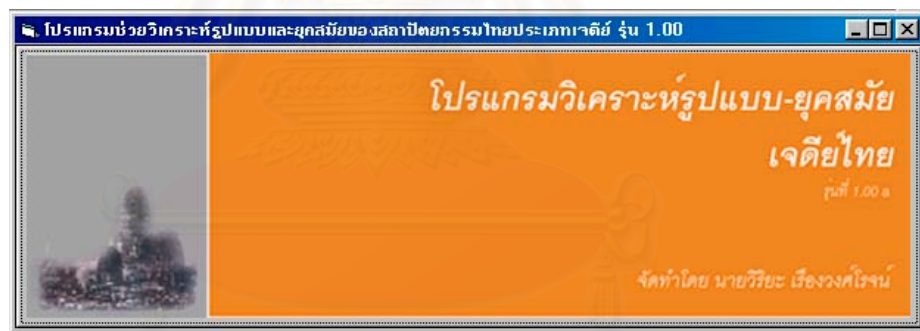 โปรแกรมช่วยวิเคราะห์รูปแบบและยุคสมัยของสถาปัตยกรรมไทยประเภทเจดีย์ รุ่น 1.00
โปรแกรมวิเคราะห์รูปแบบ-ยุคสมัย
เจดีย์ไทย
รุ่นที่ 1.00 a
จัดทำโดย นายวิริยะ เรืองวงศ์โรจน์